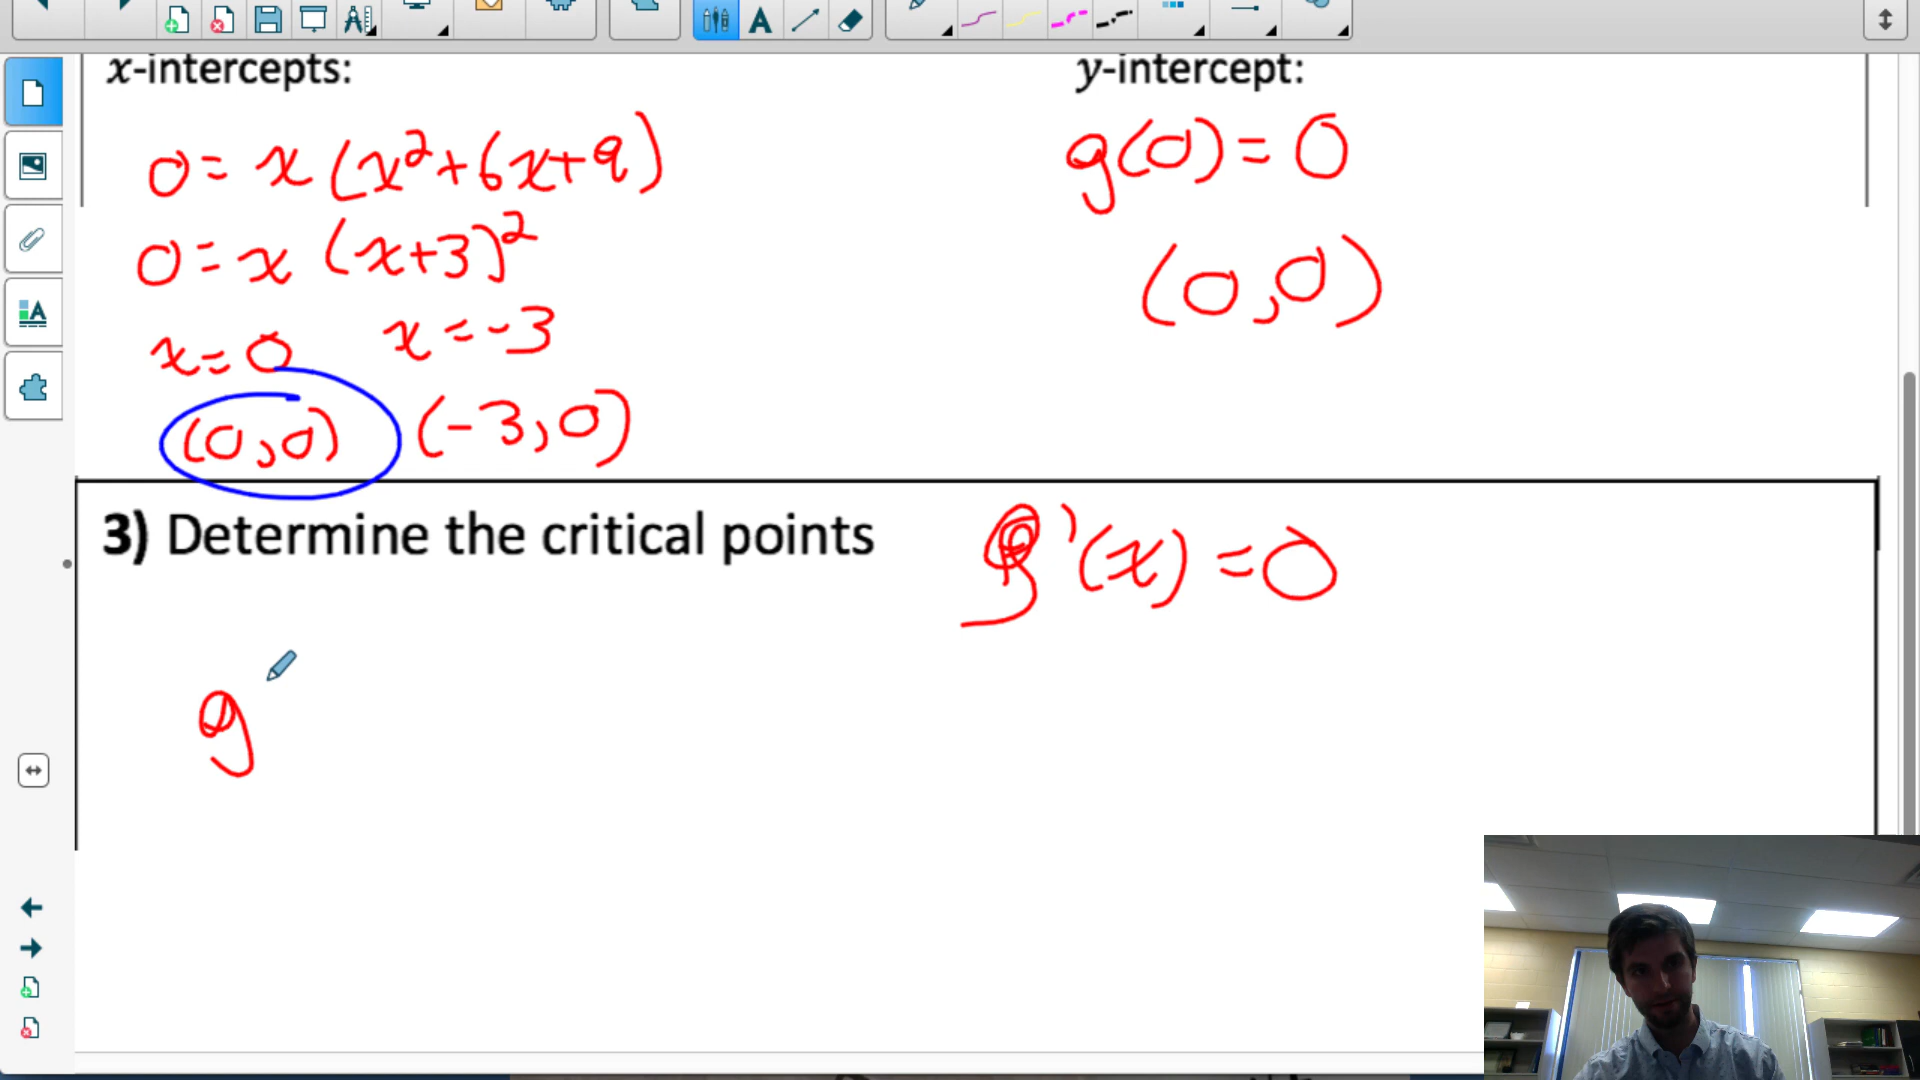 x-intercepts:
0 = x (x² + 6x + 9)
0 = x (x + 3)²
x = 0 x = -3
(0,0) (-3,0)
y-intercept:
g(0) = 0
(0,0)
3) Determine the critical points
g'(x) = 0
g